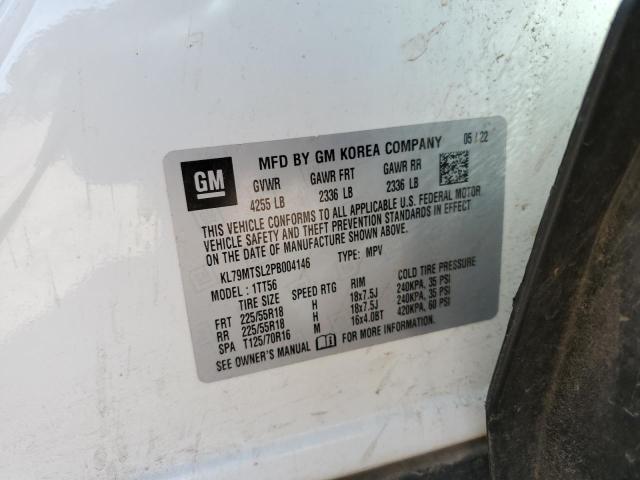 MFD BY GM KOREA COMPANY 05 / 22
GM
GVWR GAWR FRT GAWR RR
4255 LB 2336 LB 2336 LB
THIS VEHICLE CONFORMS TO ALL APPLICABLE U.S. FEDERAL MOTOR
VEHICLE SAFETY AND THEFT PREVENTION STANDARDS IN EFFECT
ON THE DATE OF MANUFACTURE SHOWN ABOVE.
KL79MTSL2PB004146 TYPE: MPV
MODEL : 1TT56
TIRE SIZE SPEED RTG RIM COLD TIRE PRESSURE
FRT 225/55R18 H 18x7.5J 240KPA, 35 PSI
RR 225/55R18 H 18x7.5J 240KPA, 35 PSI
SPA T125/70R16 M 16x4.0BT 420KPA, 60 PSI
SEE OWNER'S MANUAL FOR MORE INFORMATION.